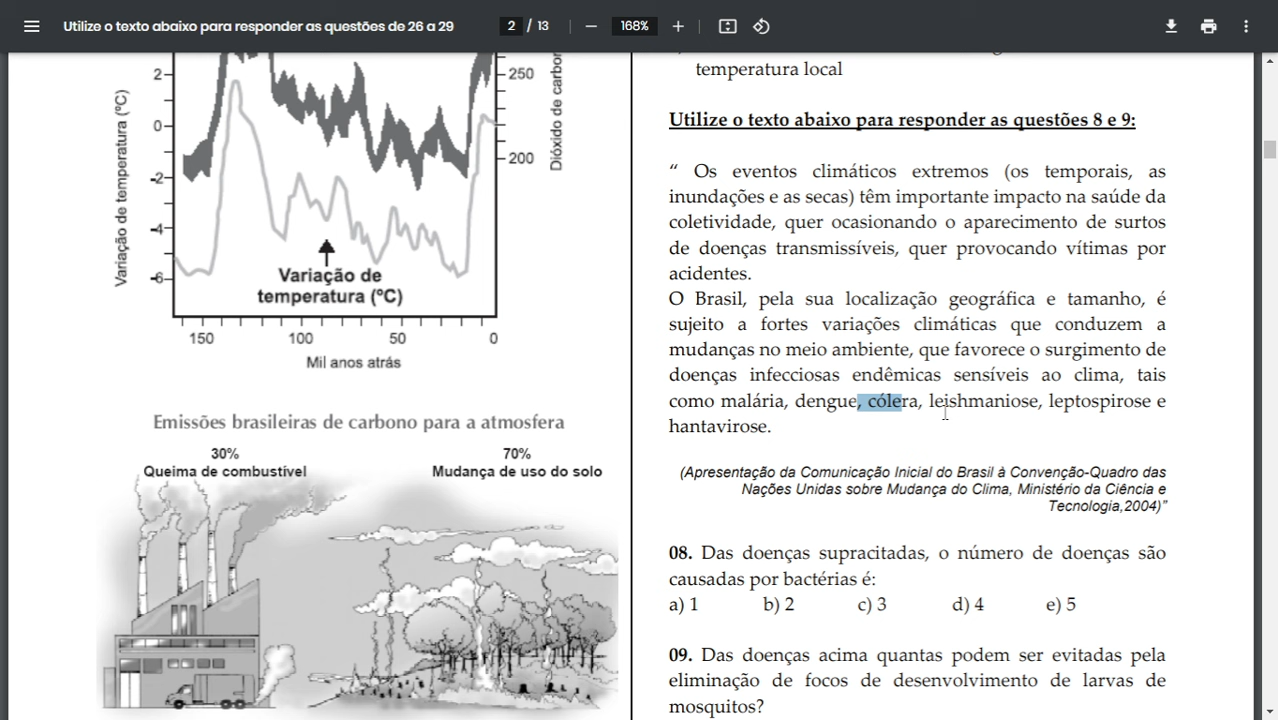 Utilize o texto abaixo para responder as questões de 26 a 29
2 / 13
168%
2
0
-2
-4
-6
Variação de temperatura (ºC)
250
200
Dióxido de carbon
Variação de
temperatura (ºC)
150
100
50
0
Mil anos atrás
Emissões brasileiras de carbono para a atmosfera
30%
Queima de combustível
70%
Mudança de uso do solo
temperatura local
Utilize o texto abaixo para responder as questões 8 e 9:
“ Os eventos climáticos extremos (os temporais, as
inundações e as secas) têm importante impacto na saúde da
coletividade, quer ocasionando o aparecimento de surtos
de doenças transmissíveis, quer provocando vítimas por
acidentes.
O Brasil, pela sua localização geográfica e tamanho, é
sujeito a fortes variações climáticas que conduzem a
mudanças no meio ambiente, que favorece o surgimento de
doenças infecciosas endêmicas sensíveis ao clima, tais
como malária, dengue, cólera, leishmaniose, leptospirose e
hantavirose.
(Apresentação da Comunicação Inicial do Brasil à Convenção-Quadro das
Nações Unidas sobre Mudança do Clima, Ministério da Ciência e
Tecnologia,2004)”
08. Das doenças supracitadas, o número de doenças são
causadas por bactérias é:
a) 1 b) 2 c) 3 d) 4 e) 5
09. Das doenças acima quantas podem ser evitadas pela
eliminação de focos de desenvolvimento de larvas de
mosquitos?